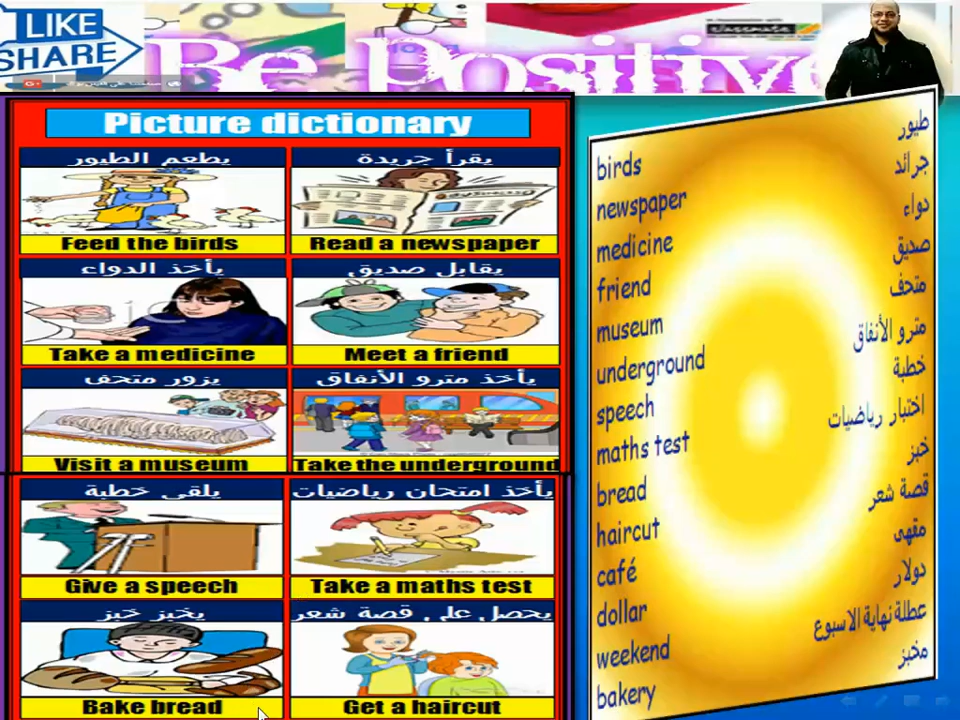 LIKE
SHARE
Be Positive
Picture dictionary
يطعم الطيور
Feed the birds
يقرأ جريدة
Read a newspaper
يأخذ الدواء
Take a medicine
يقابل صديق
Meet a friend
يزور متحف
Visit a museum
يأخذ مترو الأنفاق
Take the underground
يلقى خطبة
Give a speech
يأخذ امتحان رياضيات
Take a maths test
يخبز خبز
Bake bread
يحصل على قصة شعر
Get a haircut
birds طيور
newspaper جرائد
medicine دواء
friend صديق
museum متحف
underground مترو الأنفاق
speech خطبة
maths test اختبار رياضيات
bread خبز
haircut قصة شعر
café مقهى
dollar دولار
weekend عطلة نهاية الاسبوع
bakery مخبز